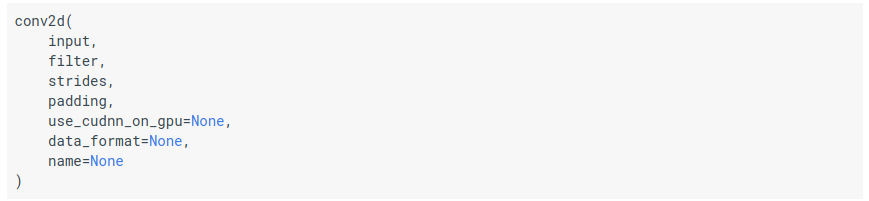 conv2d(
    input,
    filter,
    strides,
    padding,
    use_cudnn_on_gpu=None,
    data_format=None,
    name=None
)